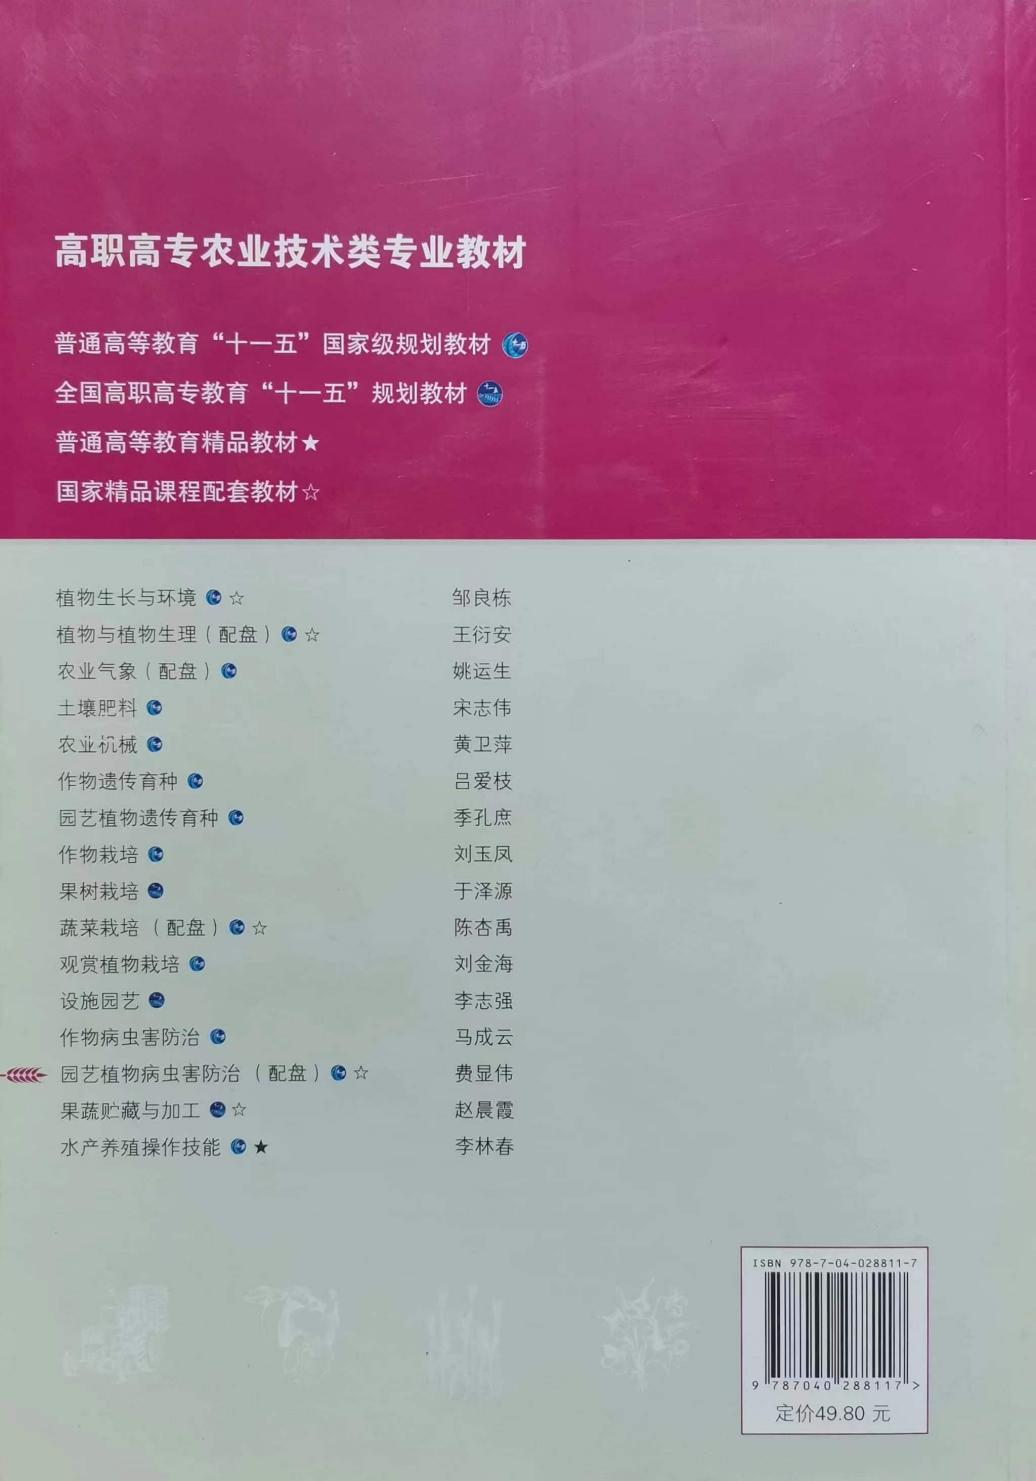 高职高专农业技术类专业教材
普通高等教育“十一五”国家级规划教材
全国高职高专教育“十一五”规划教材
普通高等教育精品教材★
国家精品课程配套教材☆
植物生长与环境 ☆ 邹良栋
植物与植物生理（配盘）☆ 王衍安
农业气象（配盘） 姚运生
土壤肥料 宋志伟
农业机械 黄卫萍
作物遗传育种 吕爱枝
园艺植物遗传育种 季孔庶
作物栽培 刘玉凤
果树栽培 于泽源
蔬菜栽培（配盘）☆ 陈杏禹
观赏植物栽培 刘金海
设施园艺 李志强
作物病虫害防治 马成云
园艺植物病虫害防治（配盘）☆ 费显伟
果蔬贮藏与加工 ☆ 赵晨霞
水产养殖操作技能 ★ 李林春
ISBN 978-7-04-028811-7
9 787040 288117 >
定价49.80 元